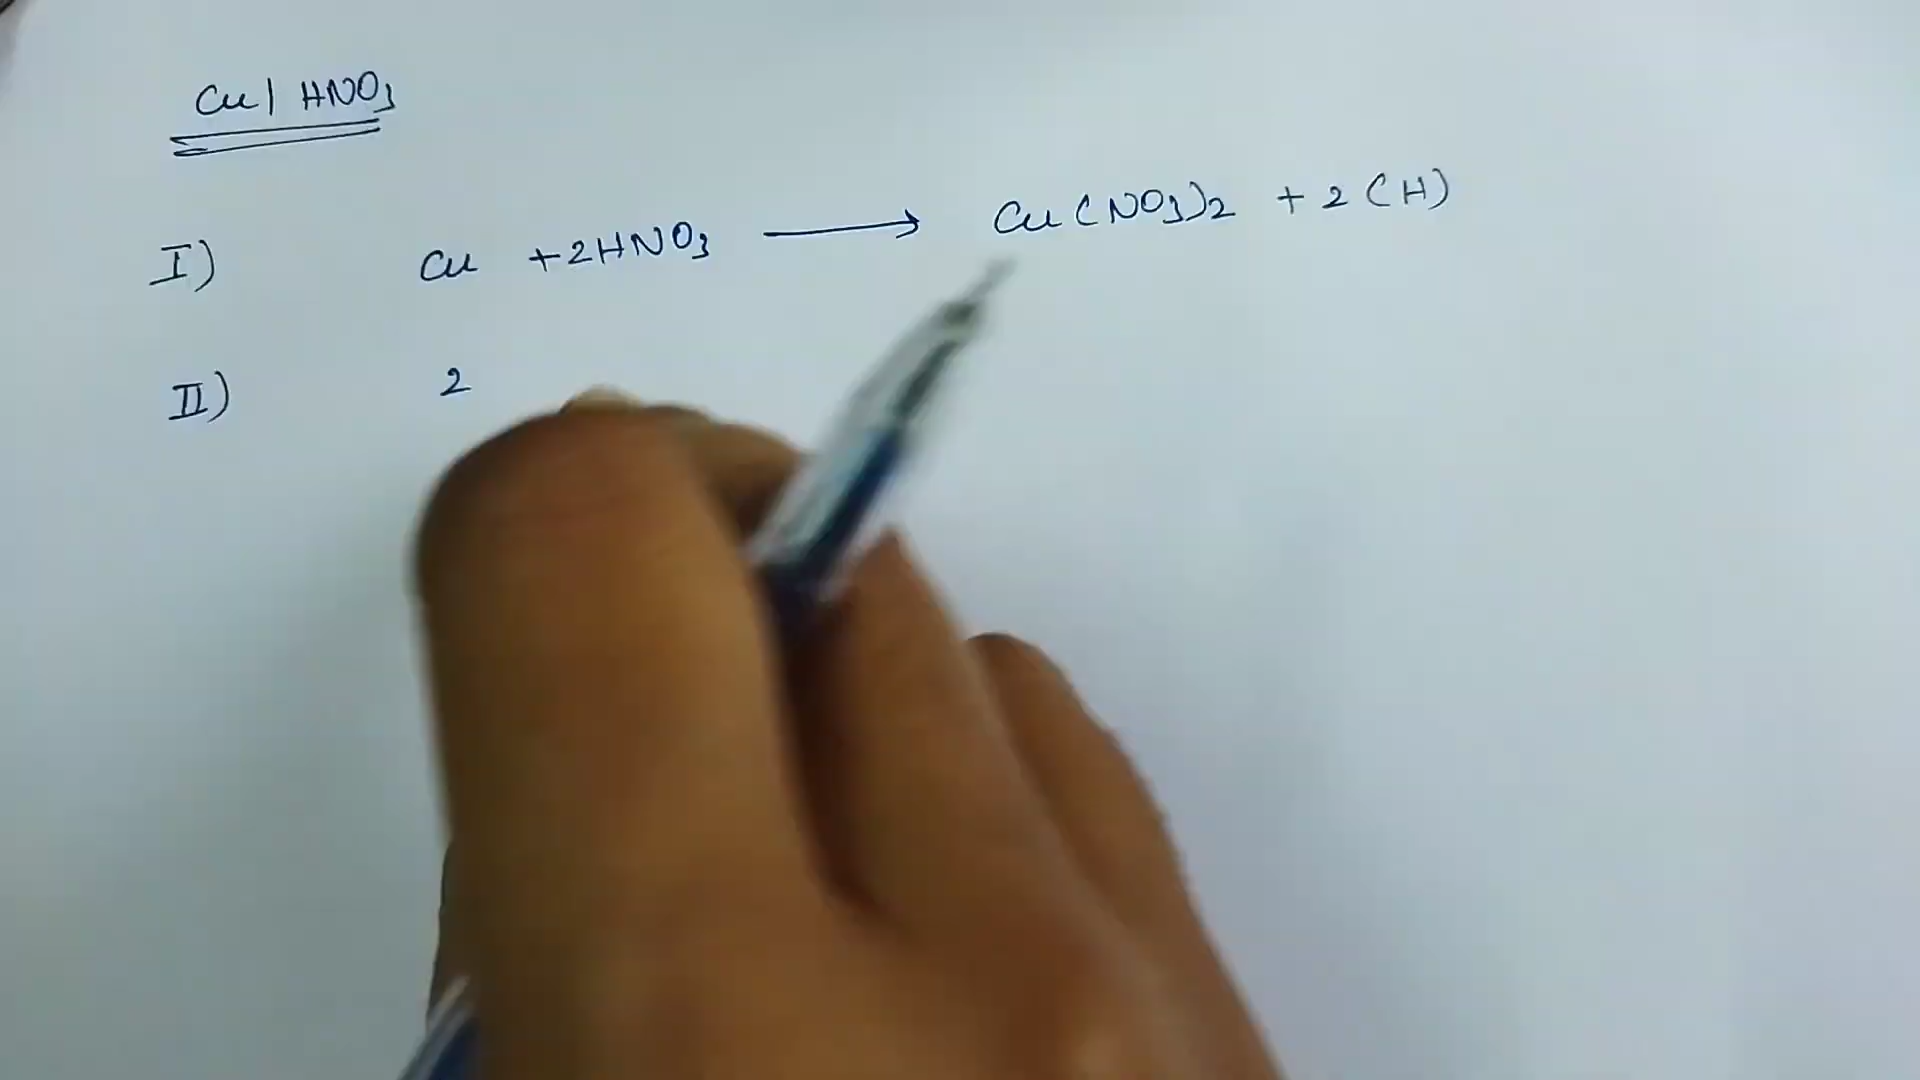 Cu | HNO3
I) Cu + 2HNO3 ⟶ Cu(NO3)2 + 2(H)
II) 2